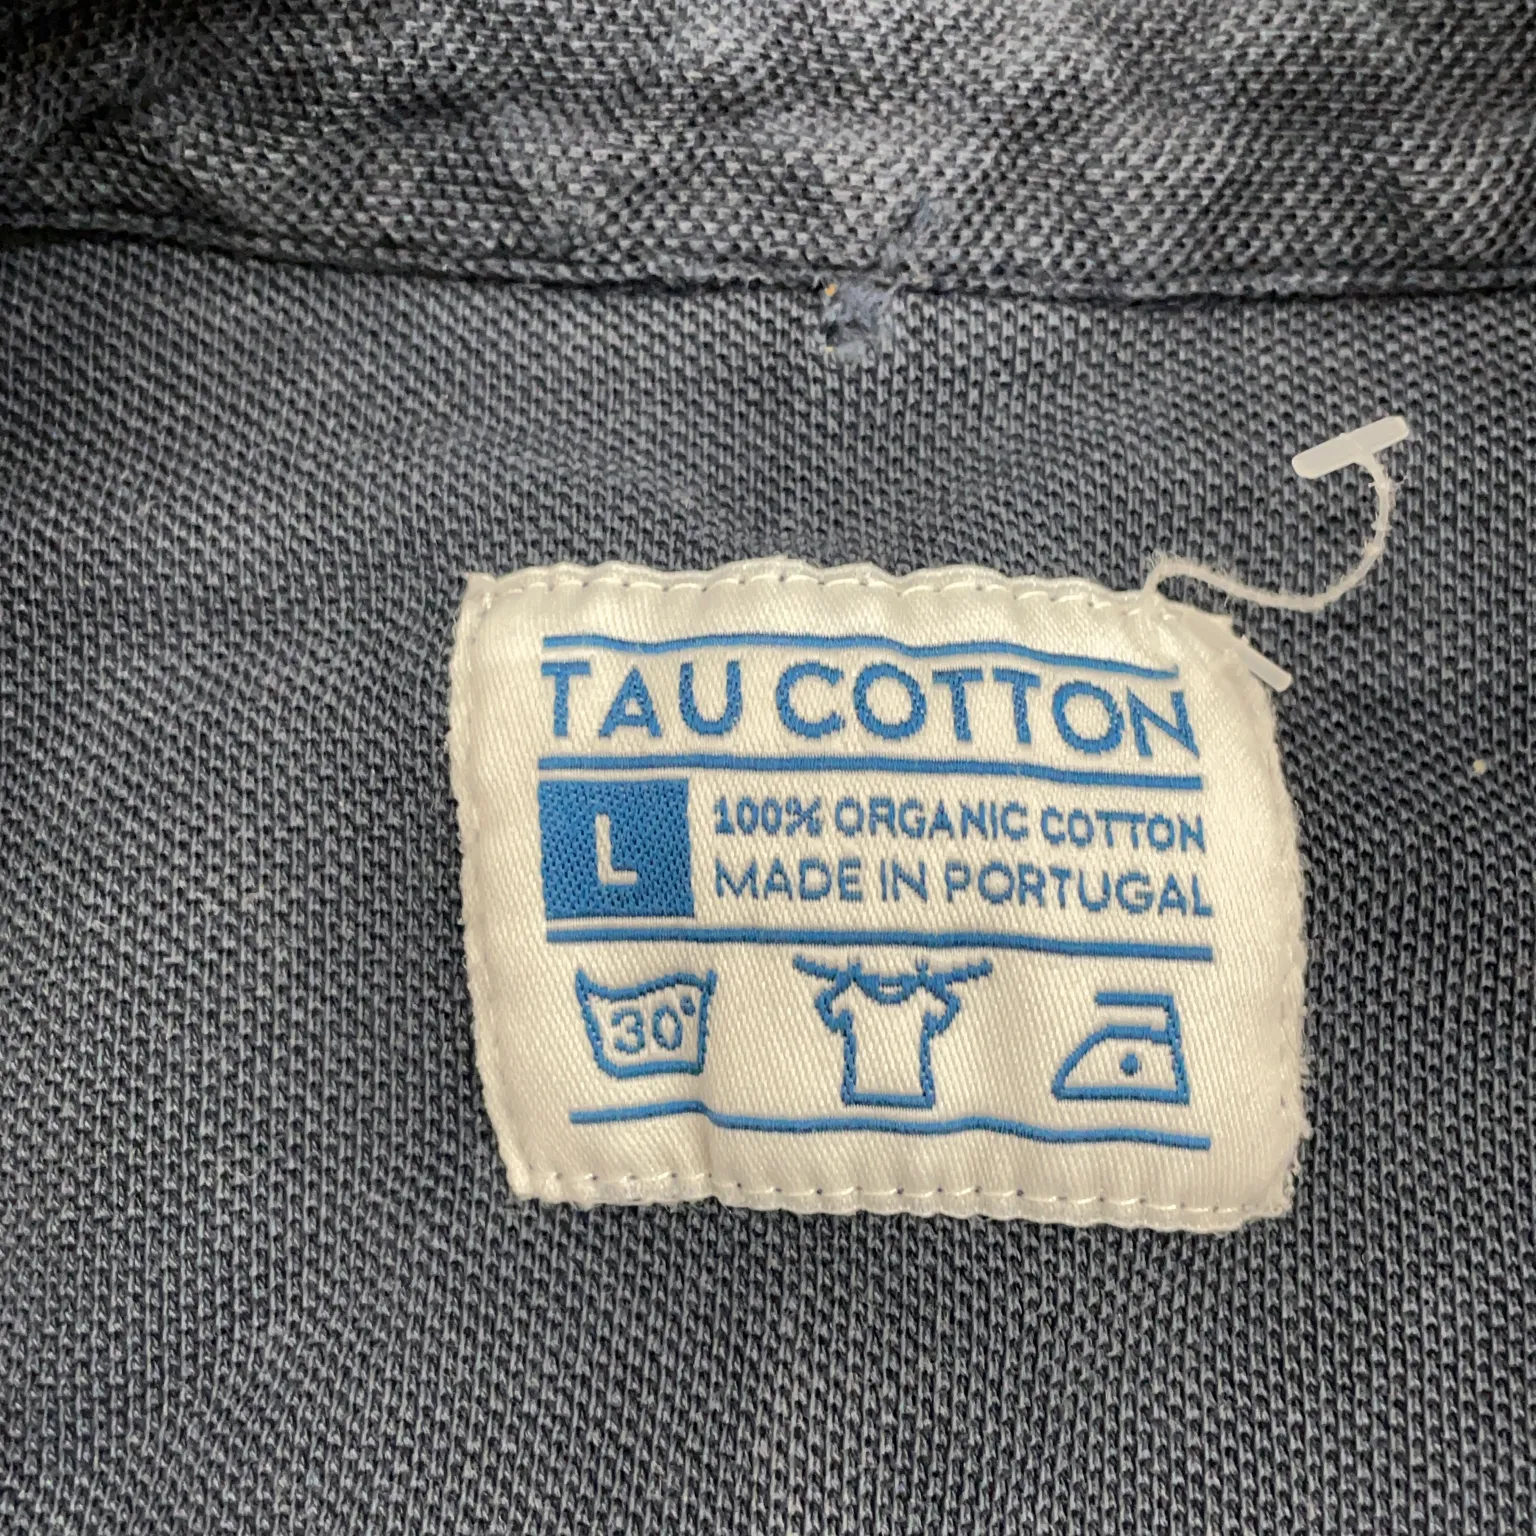 TAU COTTON
L
100% ORGANIC COTTON
MADE IN PORTUGAL
30°